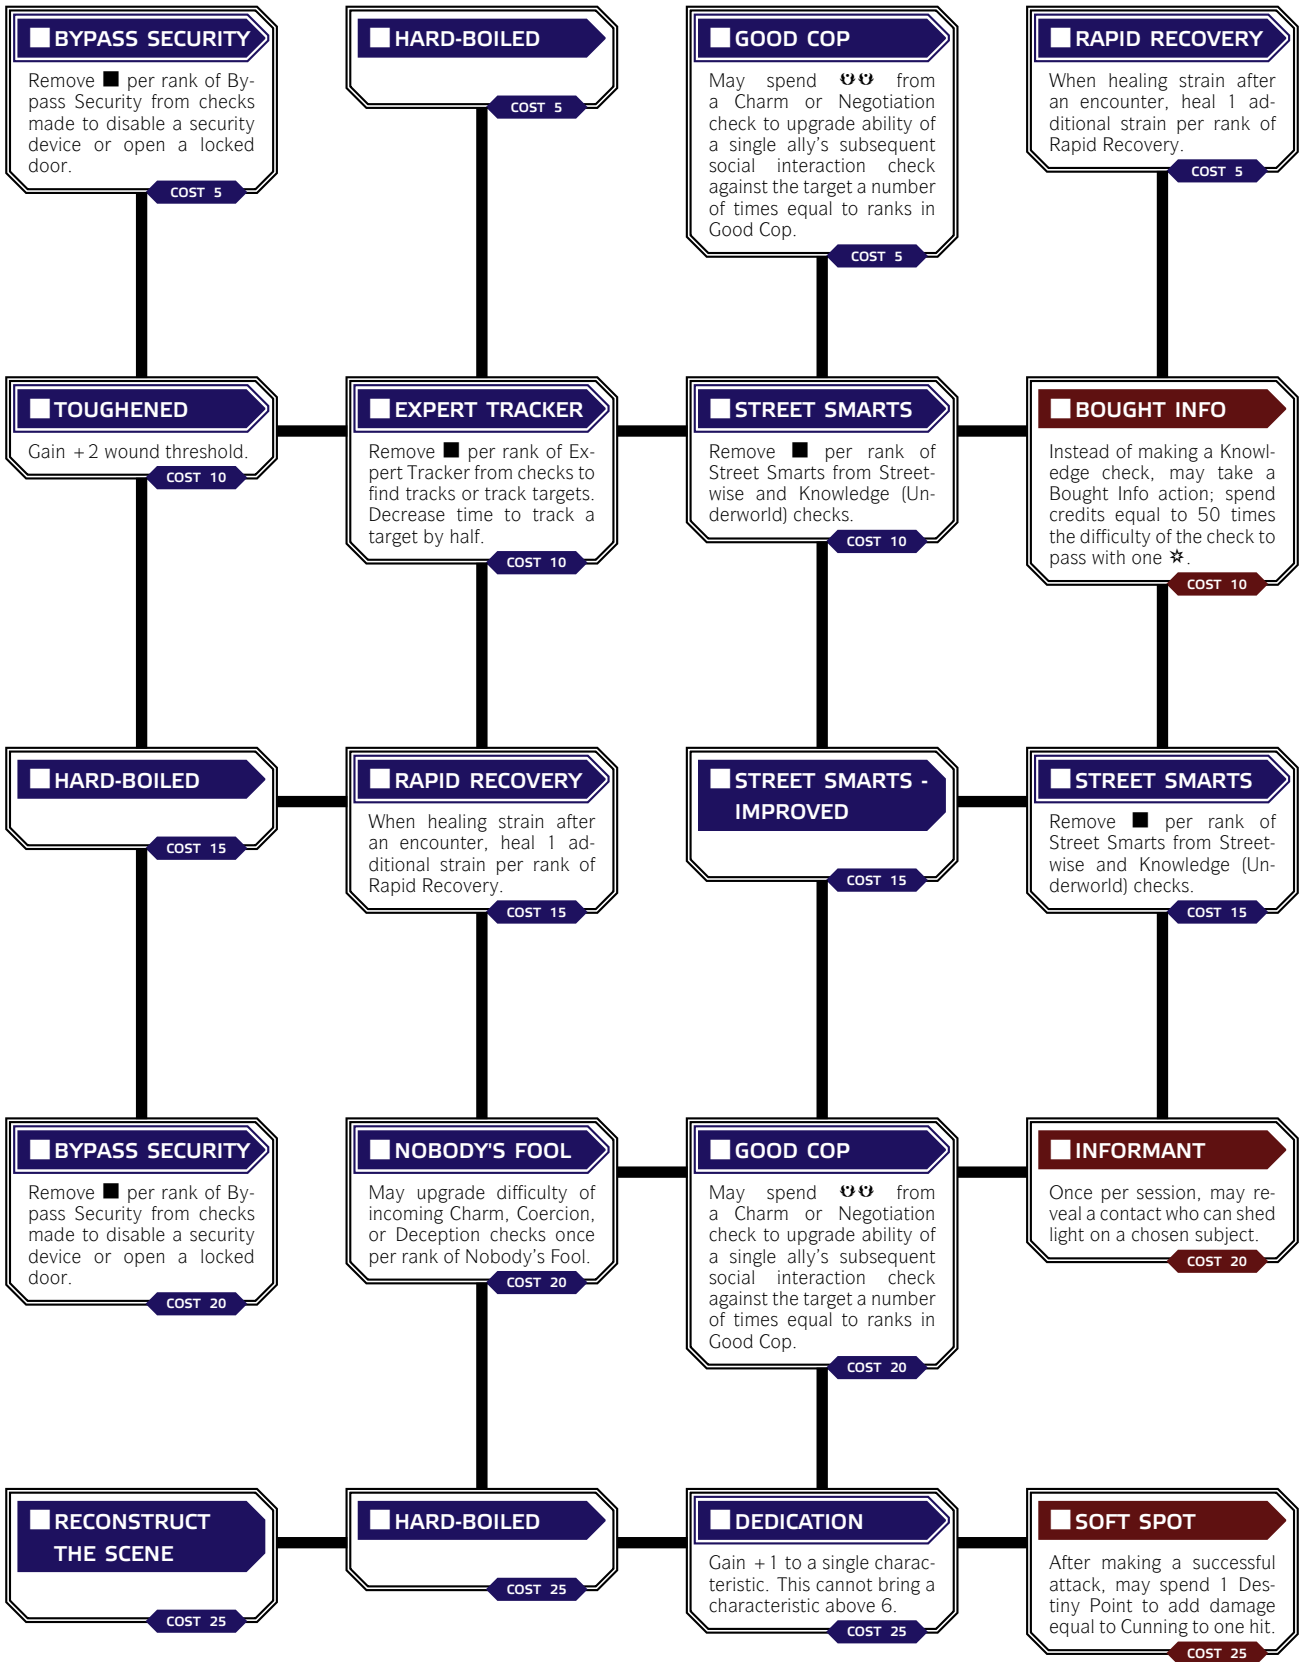 BYPASS SECURITY
Remove ■ per rank of By-
pass Security from checks
made to disable a security
device or open a locked
door.
COST 5
HARD-BOILED
COST 5
GOOD COP
May spend from
a Charm or Negotiation
check to upgrade ability of
a single ally's subsequent
social interaction check
against the target a number
of times equal to ranks in
Good Cop.
COST 5
RAPID RECOVERY
When healing strain after
an encounter, heal 1 ad-
ditional strain per rank of
Rapid Recovery.
COST 5
TOUGHENED
Gain +2 wound threshold.
COST 10
EXPERT TRACKER
Remove ■ per rank of Ex-
pert Tracker from checks to
find tracks or track targets.
Decrease time to track a
target by half.
COST 10
STREET SMARTS
Remove ■ per rank of
Street Smarts from Street-
wise and Knowledge (Un-
derworld) checks.
COST 10
BOUGHT INFO
Instead of making a Knowl-
edge check, may take a
Bought Info action; spend
credits equal to 50 times
the difficulty of the check to
pass with one .
COST 10
HARD-BOILED
COST 15
RAPID RECOVERY
When healing strain after
an encounter, heal 1 ad-
ditional strain per rank of
Rapid Recovery.
COST 15
STREET SMARTS -
IMPROVED
COST 15
STREET SMARTS
Remove ■ per rank of
Street Smarts from Street-
wise and Knowledge (Un-
derworld) checks.
COST 15
BYPASS SECURITY
Remove ■ per rank of By-
pass Security from checks
made to disable a security
device or open a locked
door.
COST 20
NOBODY'S FOOL
May upgrade difficulty of
incoming Charm, Coercion,
or Deception checks once
per rank of Nobody's Fool.
COST 20
GOOD COP
May spend from
a Charm or Negotiation
check to upgrade ability of
a single ally's subsequent
social interaction check
against the target a number
of times equal to ranks in
Good Cop.
COST 20
INFORMANT
Once per session, may re-
veal a contact who can shed
light on a chosen subject.
COST 20
RECONSTRUCT
THE SCENE
COST 25
HARD-BOILED
COST 25
DEDICATION
Gain +1 to a single charac-
teristic. This cannot bring a
characteristic above 6.
COST 25
SOFT SPOT
After making a successful
attack, may spend 1 Des-
tiny Point to add damage
equal to Cunning to one hit.
COST 25